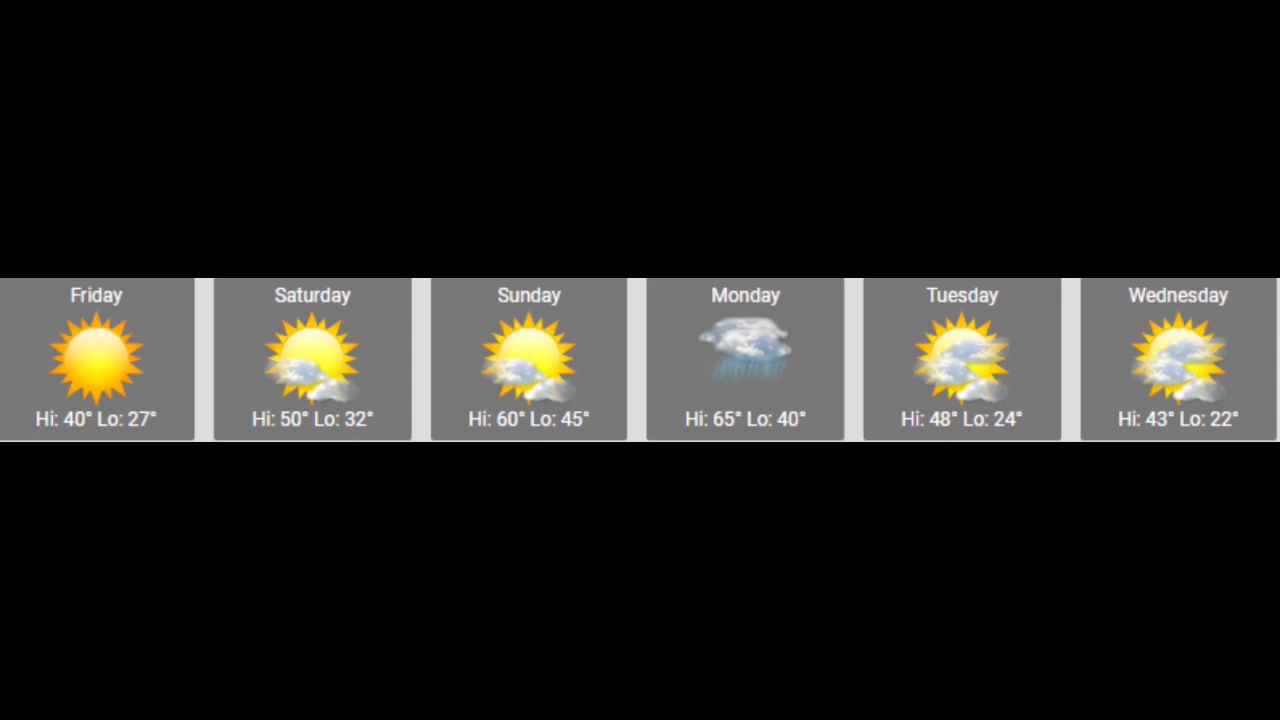 Friday
Hi: 40° Lo: 27°
Saturday
Hi: 50° Lo: 32°
Sunday
Hi: 60° Lo: 45°
Monday
Hi: 65° Lo: 40°
Tuesday
Hi: 48° Lo: 24°
Wednesday
Hi: 43° Lo: 22°